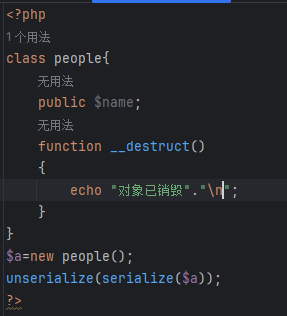 <?php
1 个用法
class people{
无用法
public $name;
无用法
function __destruct()
{
echo "对象已销毁"."\n";
}
}
$a=new people();
unserialize(serialize($a));
?>